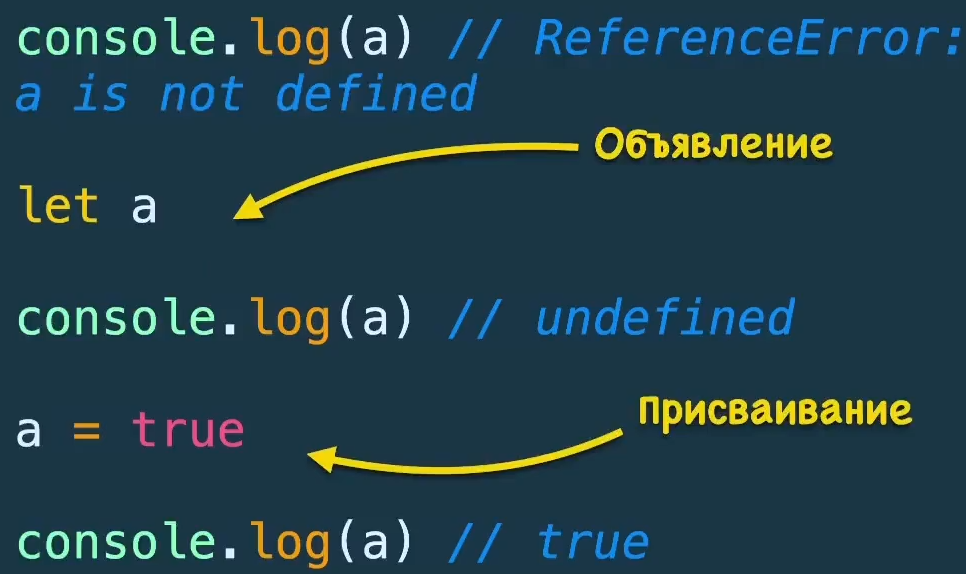 console.log(a) // ReferenceError:
a is not defined
Объявление
let a
console.log(a) // undefined
Присваивание
a = true
console.log(a) // true